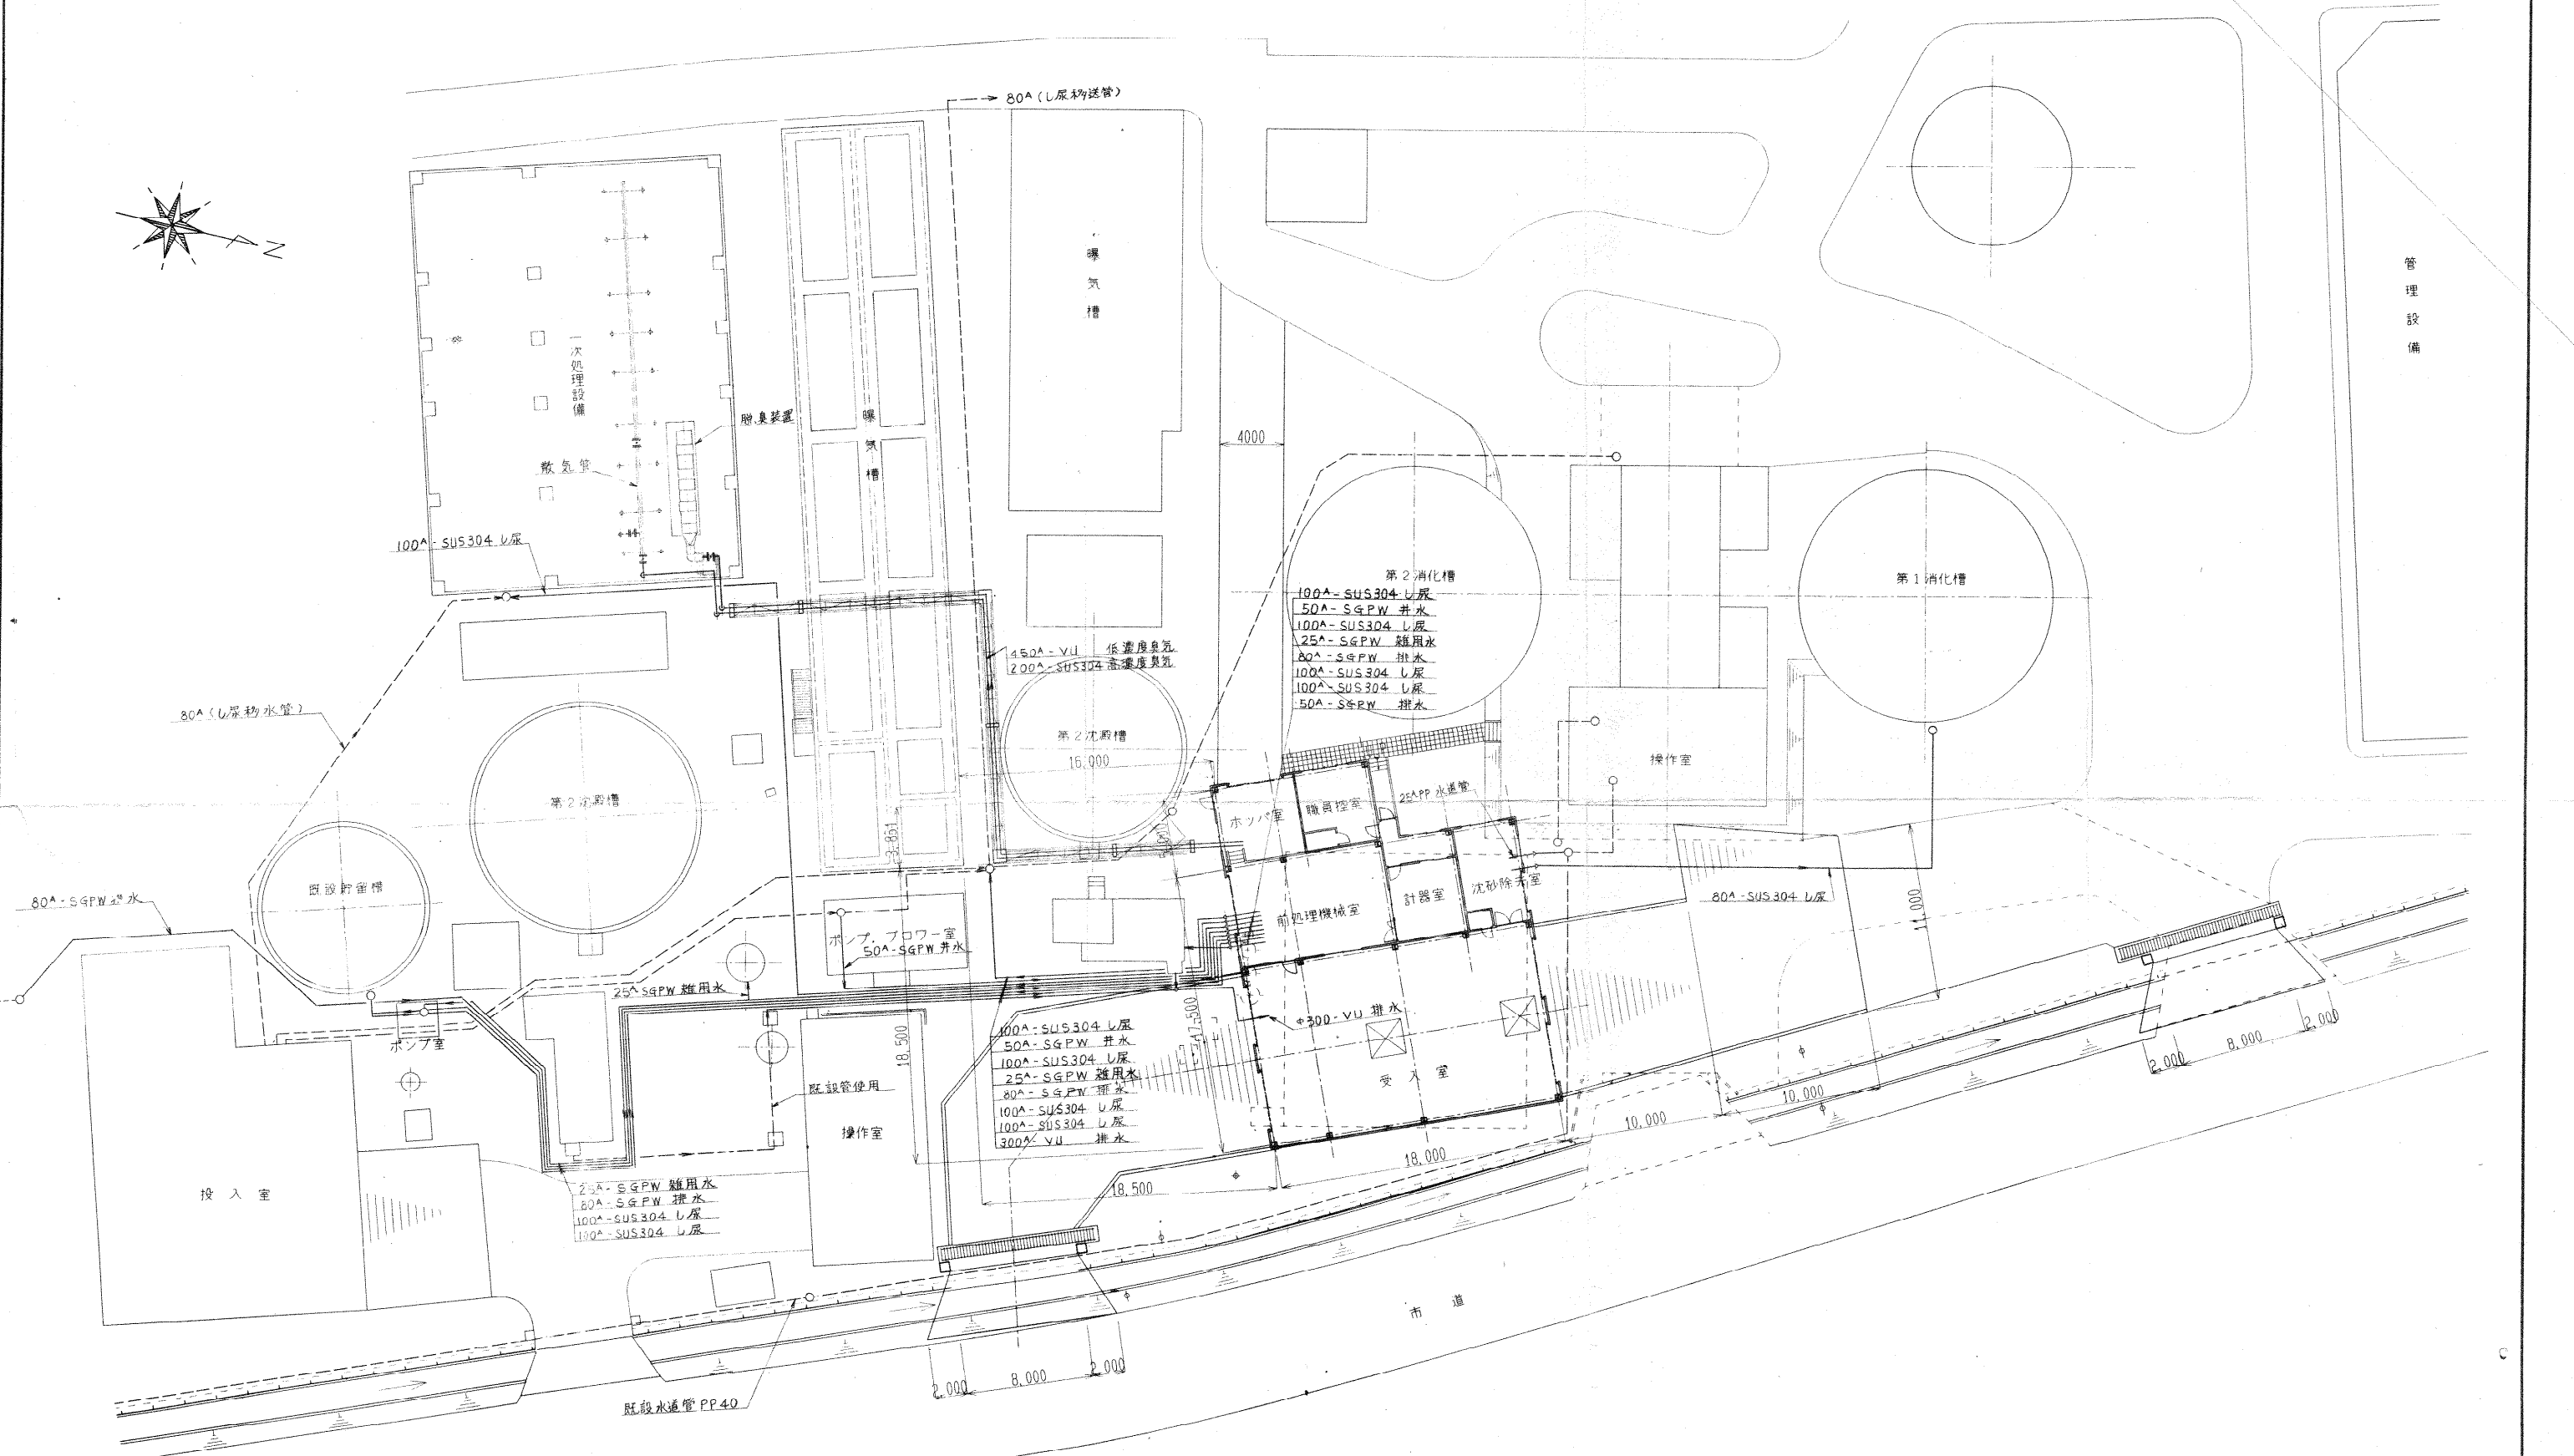 80A(し尿移送管)
N
曝気槽
管理設備
一次処理設備
脱臭装置
曝気槽
散気管
4000
100A-SUS304 し尿
第2消化槽
第1消化槽
100A-SUS304 し尿
50A-SGPW 井水
100A-SUS304 し尿
25A-SGPW 雑用水
80A-SGPW 排水
100A-SUS304 し尿
100A-SUS304 し尿
50A-SGPW 排水
450A-VU 低濃度臭気
200A-SUS304 高濃度臭気
80A(し尿移水管)
第2沈殿槽
16,000
操作室
第2沈殿槽
25APP 水道管
ホッパ室
職員控室
3,851
既設貯留槽
80A-SGPW
前処理機械室
計器室
沈砂除去室
80A-SUS304 し尿
11,000
ポンプ、ブロワー室
50A-SGPW 井水
25A SGPW 雑用水
φ300-VU 排水
17,500
18,500
ポンプ室
100A-SUS304 し尿
50A-SGPW 井水
100A-SUS304 し尿
25A-SGPW 雑用水
80A-SGPW 排水
100A-SUS304 し尿
100A-SUS304 し尿
300A-VU 排水
既設管使用
操作室
受入室
2,000
8,000
2,000
10,000
10,000
18,000
18,500
投入室
25A-SGPW 雑用水
80A-SGPW 排水
100A-SUS304 し尿
100A-SUS304 し尿
市道
2,000
8,000
2,000
既設水道管 PP40